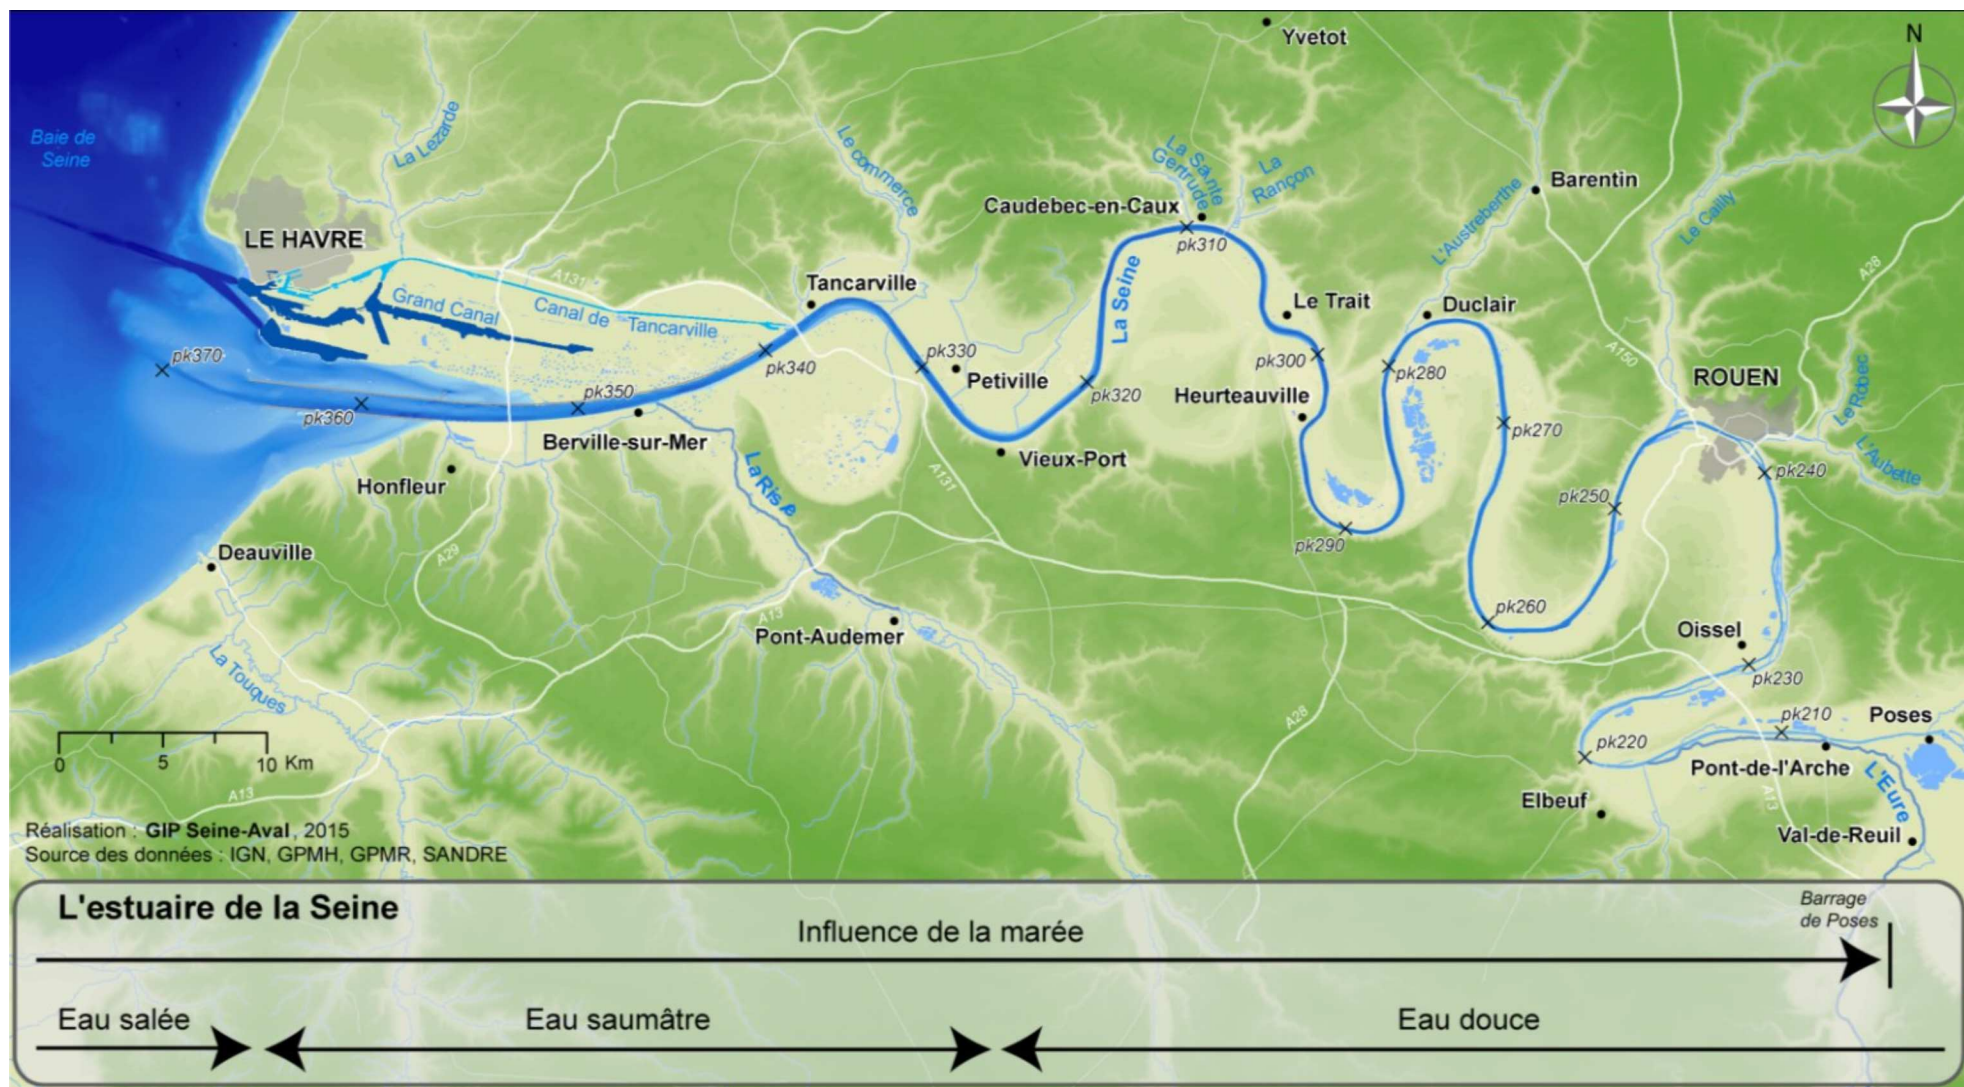 Yvetot
N
Baie de
Seine
La Lezarde
Le commerce
La Sainte
Gertrude
La
Rançon
Barentin
L'Austreberthe
Le Cailly
Caudebec-en-Caux
pk310
LE HAVRE
A131
A28
Tancarville
Grand Canal
Canal de Tancarville
La Seine
Le Trait
Duclair
pk370
pk330
pk340
Petiville
pk300
pk280
A150
ROUEN
Le Robec
pk350
pk360
pk320
Heurteauville
pk270
Berville-sur-Mer
Vieux-Port
La Risle
A131
L'Aubette
pk240
Honfleur
pk250
pk290
Deauville
A29
A13
pk260
Pont-Audemer
Oissel
La Touques
pk230
A28
pk210
Poses
pk220
0 5 10 Km
Pont-de-l'Arche
L'Eure
A13
A13
Elbeuf
Val-de-Reuil
Réalisation : GIP Seine-Aval, 2015
Source des données : IGN, GPMH, GPMR, SANDRE
L'estuaire de la Seine
Barrage
de Poses
Influence de la marée
Eau salée
Eau saumâtre
Eau douce